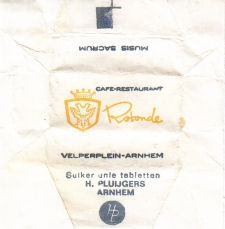 MUSIS SACRUM
CAFE-RESTAURANT
Rotonde
VELPERPLEIN-ARNHEM
Suiker unie tabletten
H. PLUIJGERS
ARNHEM
HP